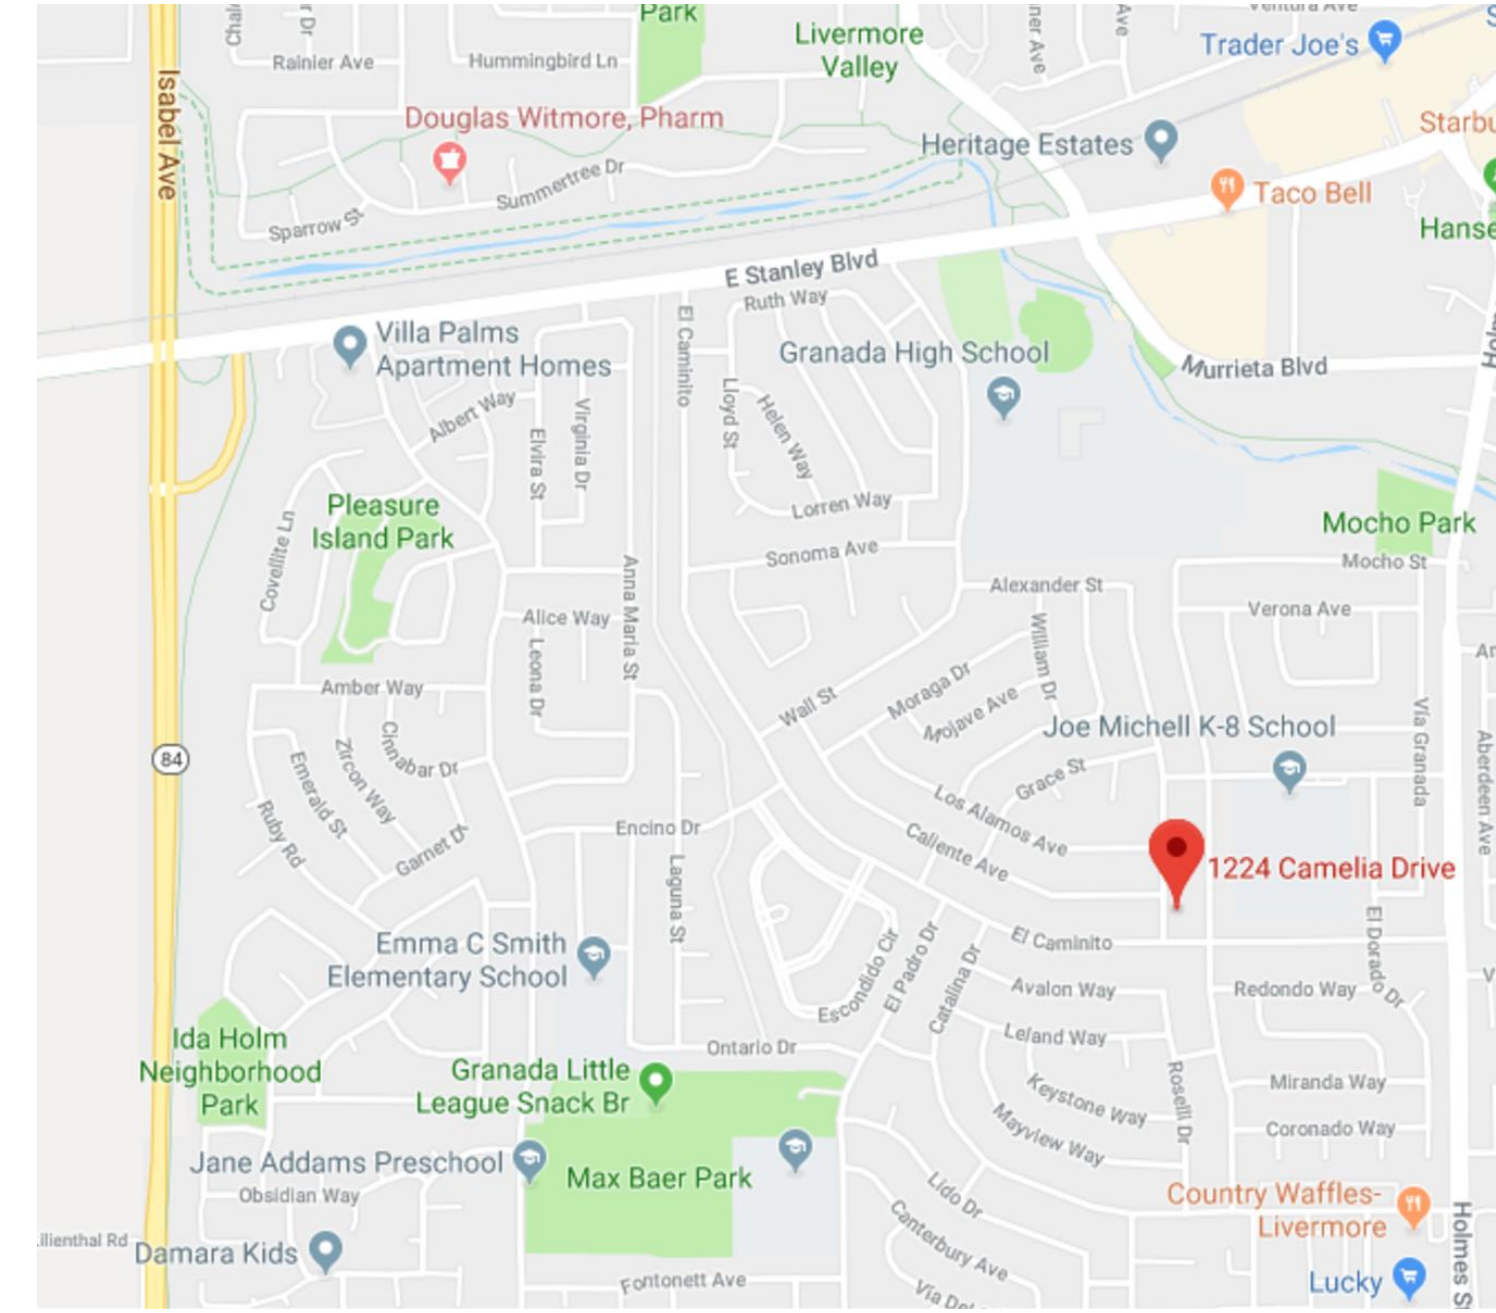 Park
Livermore
Valley
Ventura Ave
Trader Joe's
Rainier Ave
Hummingbird Ln
Isabel Ave
Douglas Witmore, Pharm
Heritage Estates
Summertree Dr
Sparrow St
Taco Bell
E Stanley Blvd
Ruth Way
Villa Palms
Apartment Homes
El Caminito
Granada High School
Murrieta Blvd
Albert Way
Lloyd St
Helen Way
Virginia Dr
Elvira St
Lorren Way
Pleasure
Island Park
Covellite Ln
Mocho Park
Mocho St
Sonoma Ave
Anna Maria St
Alexander St
Alice Way
Verona Ave
William Dr
Leona Dr
Amber Way
Moraga Dr
Wall St
Mojave Ave
Joe Michell K-8 School
Vía Granada
Cinnabar Dr
Zircon Way
Emerald St
84
Grace St
Aberdeen Ave
Los Alamos Ave
Ruby Rd
Garnet Dr
Encino Dr
Caliente Ave
1224 Camelia Drive
Laguna St
El Caminito
El Dorado Dr
Emma C Smith
Elementary School
Escondido Cir
El Padro Dr
Catalina Dr
Avalon Way
Redondo Way
Leland Way
Ida Holm
Neighborhood
Park
Ontario Dr
Granada Little
League Snack Br
Keystone Way
Roselli Dr
Miranda Way
Mayview Way
Coronado Way
Jane Addams Preschool
Max Baer Park
Obsidian Way
Lido Dr
Country Waffles-
Livermore
Holmes S
Canterbury Ave
Damara Kids
Fontonett Ave
Lucky